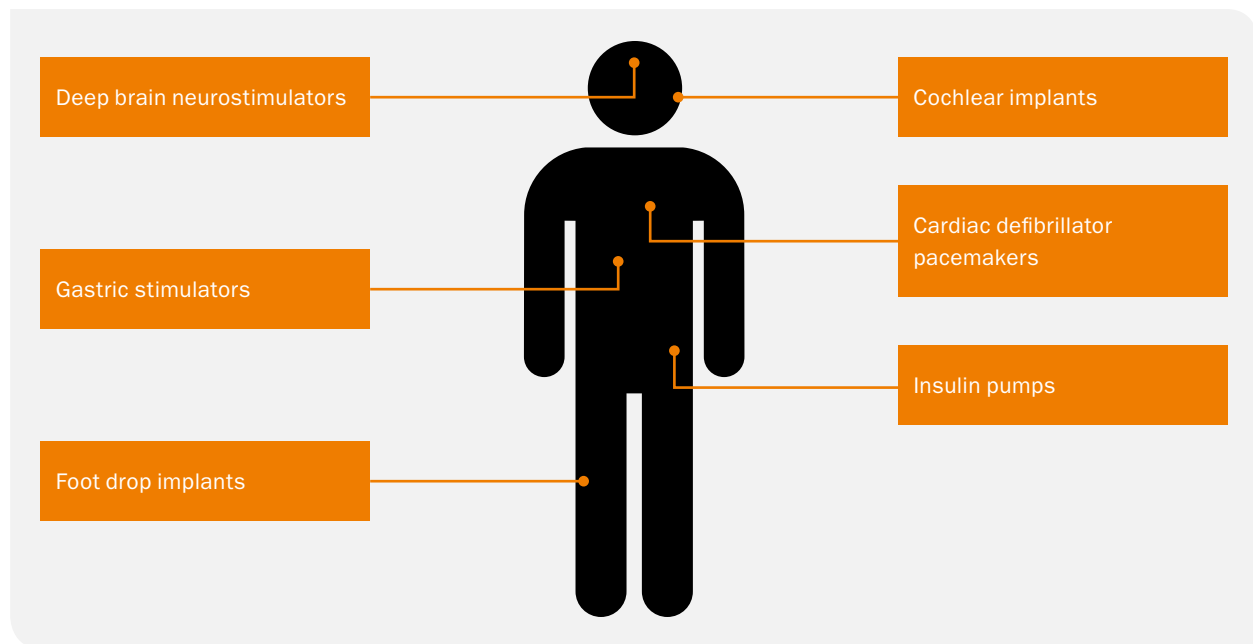 Deep brain neurostimulators
Gastric stimulators
Foot drop implants
Cochlear implants
Cardiac defibrillator
pacemakers
Insulin pumps